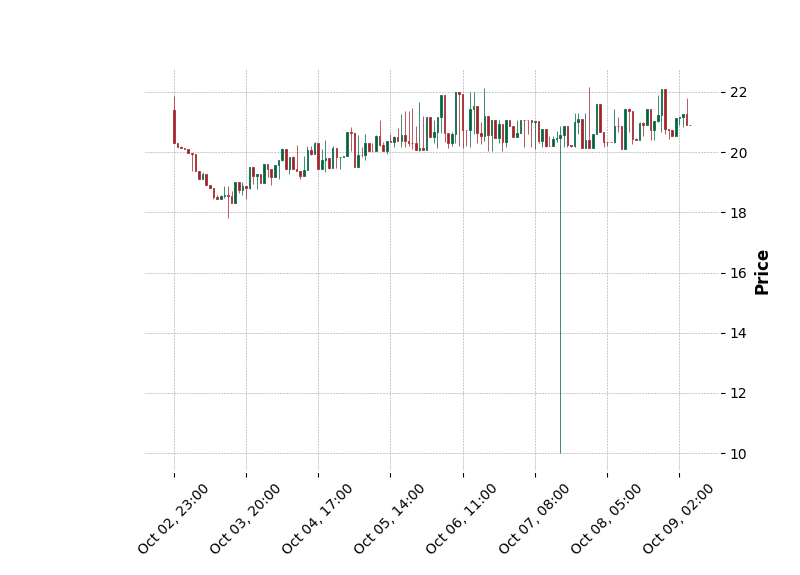 22
20
18
16
14
12
10
Price
Oct 02, 23:00
Oct 03, 20:00
Oct 04, 17:00
Oct 05, 14:00
Oct 06, 11:00
Oct 07, 08:00
Oct 08, 05:00
Oct 09, 02:00